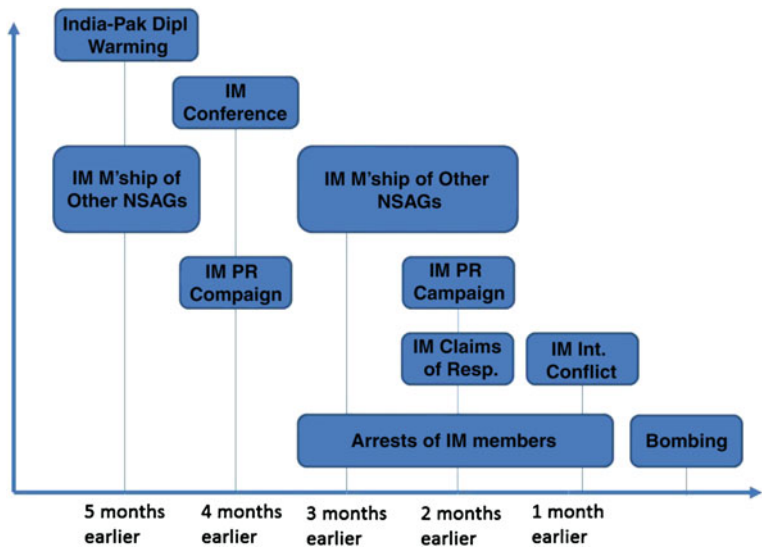 India-Pak Dipl
Warming
IM
Conference
IM M'ship of
Other NSAGs
IM M'ship of Other
NSAGs
IM PR
Compaign
IM PR
Campaign
IM Claims
of Resp.
IM Int.
Conflict
Arrests of IM members
Bombing
5 months
earlier
4 months
earlier
3 months
earlier
2 months
earlier
1 month
earlier